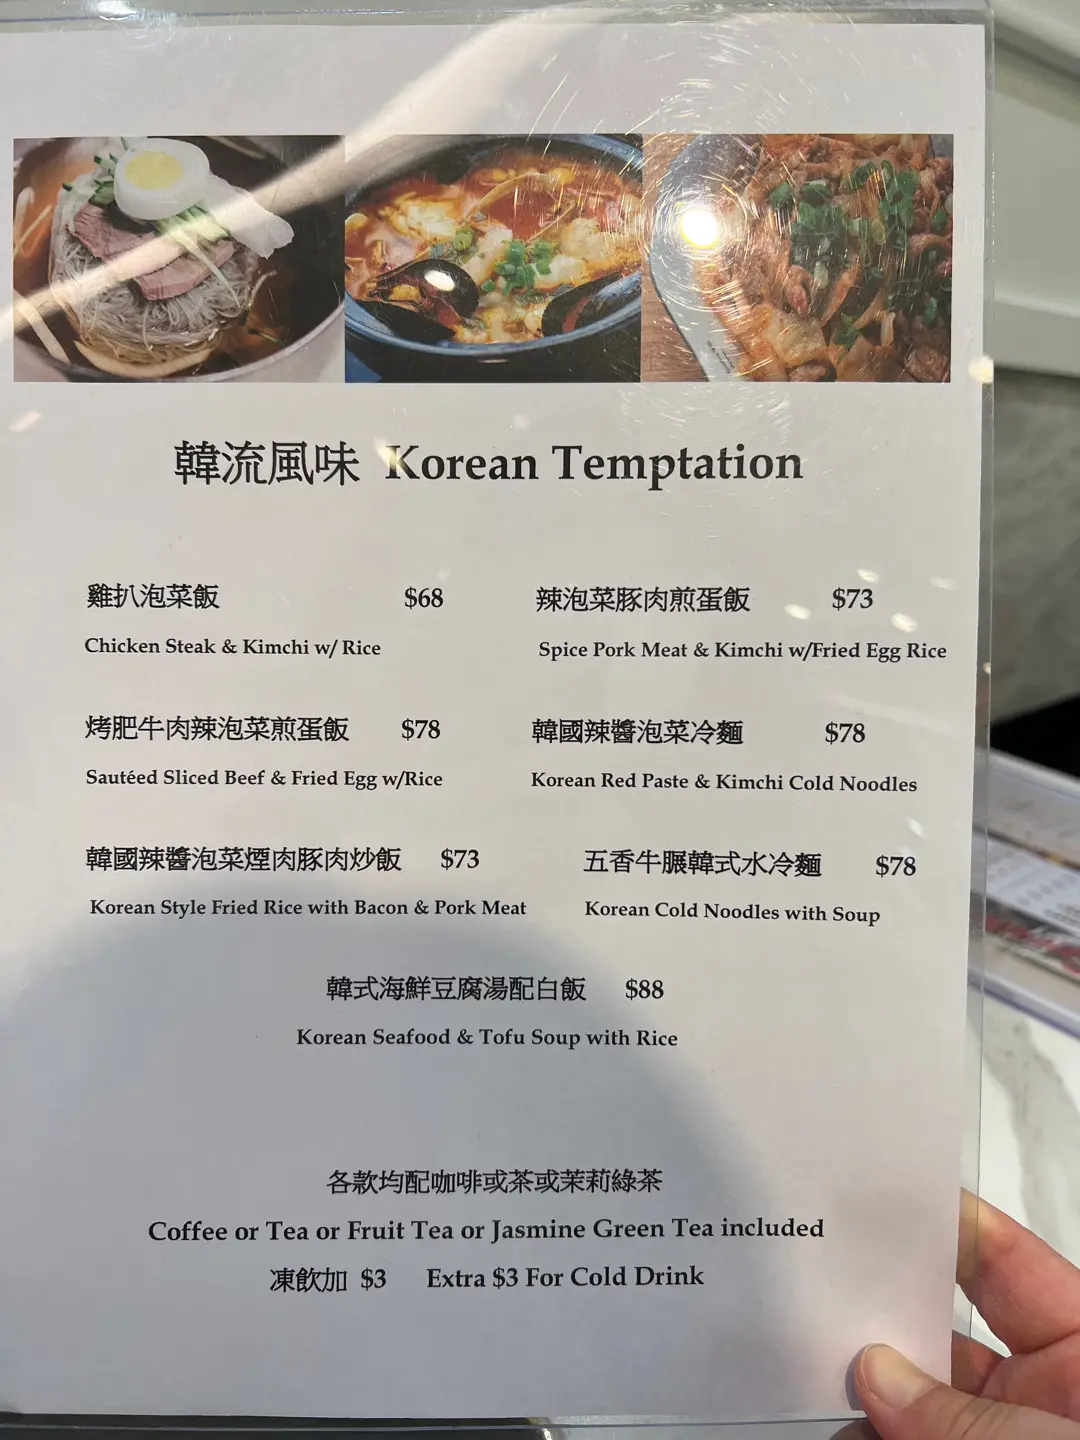 韓流風味 Korean Temptation
雞扒泡菜飯 $68
Chicken Steak & Kimchi w/ Rice
辣泡菜豚肉煎蛋飯 $73
Spice Pork Meat & Kimchi w/Fried Egg Rice
烤肥牛肉辣泡菜煎蛋飯 $78
Sautéed Sliced Beef & Fried Egg w/Rice
韓國辣醬泡菜冷麵 $78
Korean Red Paste & Kimchi Cold Noodles
韓國辣醬泡菜煙肉豚肉炒飯 $73
Korean Style Fried Rice with Bacon & Pork Meat
五香牛𦟌韓式水冷麵 $78
Korean Cold Noodles with Soup
韓式海鮮豆腐湯配白飯 $88
Korean Seafood & Tofu Soup with Rice
各款均配咖啡或茶或茉莉綠茶
Coffee or Tea or Fruit Tea or Jasmine Green Tea included
凍飲加 $3 Extra $3 For Cold Drink